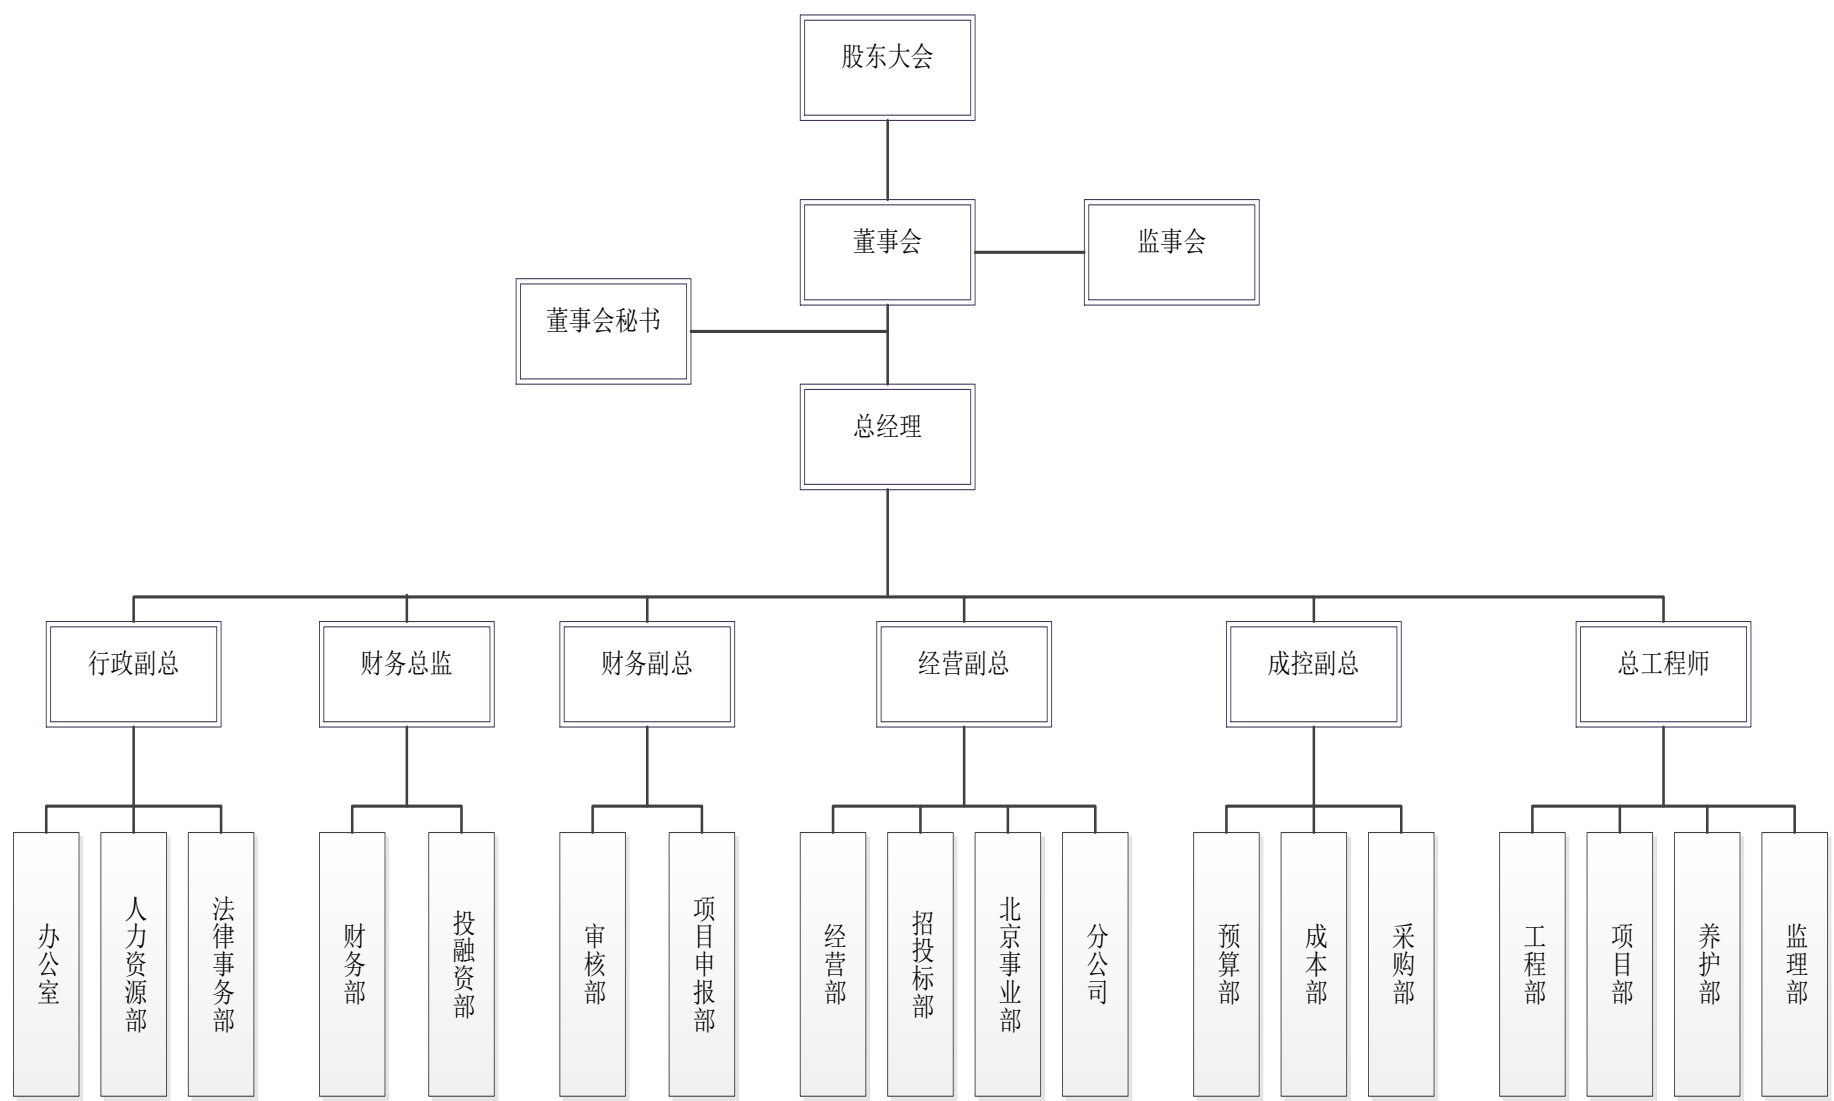 股东大会
董事会
监事会
董事会秘书
总经理
行政副总
财务总监
财务副总
经营副总
成控副总
总工程师
办公室
人力资源部
法律事务部
财务部
投融资部
审核部
项目申报部
经营部
招投标部
北京事业部
分公司
预算部
成本部
采购部
工程部
项目部
养护部
监理部